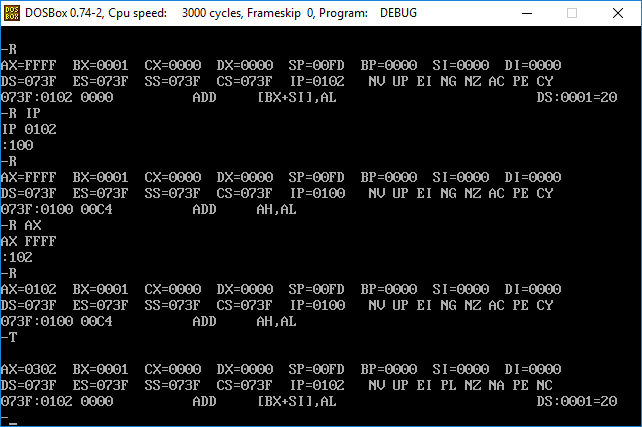 DOSBox 0.74-2, Cpu speed:    3000 cycles, Frameskip  0, Program:    DEBUG
-R
AX=FFFF  BX=0001  CX=0000  DX=0000  SP=00FD  BP=0000  SI=0000  DI=0000
DS=073F  ES=073F  SS=073F  CS=073F  IP=0102   NV UP EI NG NZ AC PE CY
073F:0102 0000          ADD     [BX+SI],AL                         DS:0001=20
-R IP
IP 0102
:100
-R
AX=FFFF  BX=0001  CX=0000  DX=0000  SP=00FD  BP=0000  SI=0000  DI=0000
DS=073F  ES=073F  SS=073F  CS=073F  IP=0100   NV UP EI NG NZ AC PE CY
073F:0100 00C4          ADD     AH,AL
-R AX
AX FFFF
:102
-R
AX=0102  BX=0001  CX=0000  DX=0000  SP=00FD  BP=0000  SI=0000  DI=0000
DS=073F  ES=073F  SS=073F  CS=073F  IP=0100   NV UP EI NG NZ AC PE CY
073F:0100 00C4          ADD     AH,AL
-T
AX=0302  BX=0001  CX=0000  DX=0000  SP=00FD  BP=0000  SI=0000  DI=0000
DS=073F  ES=073F  SS=073F  CS=073F  IP=0102   NV UP EI PL NZ NA PE NC
073F:0102 0000          ADD     [BX+SI],AL                         DS:0001=20
-_